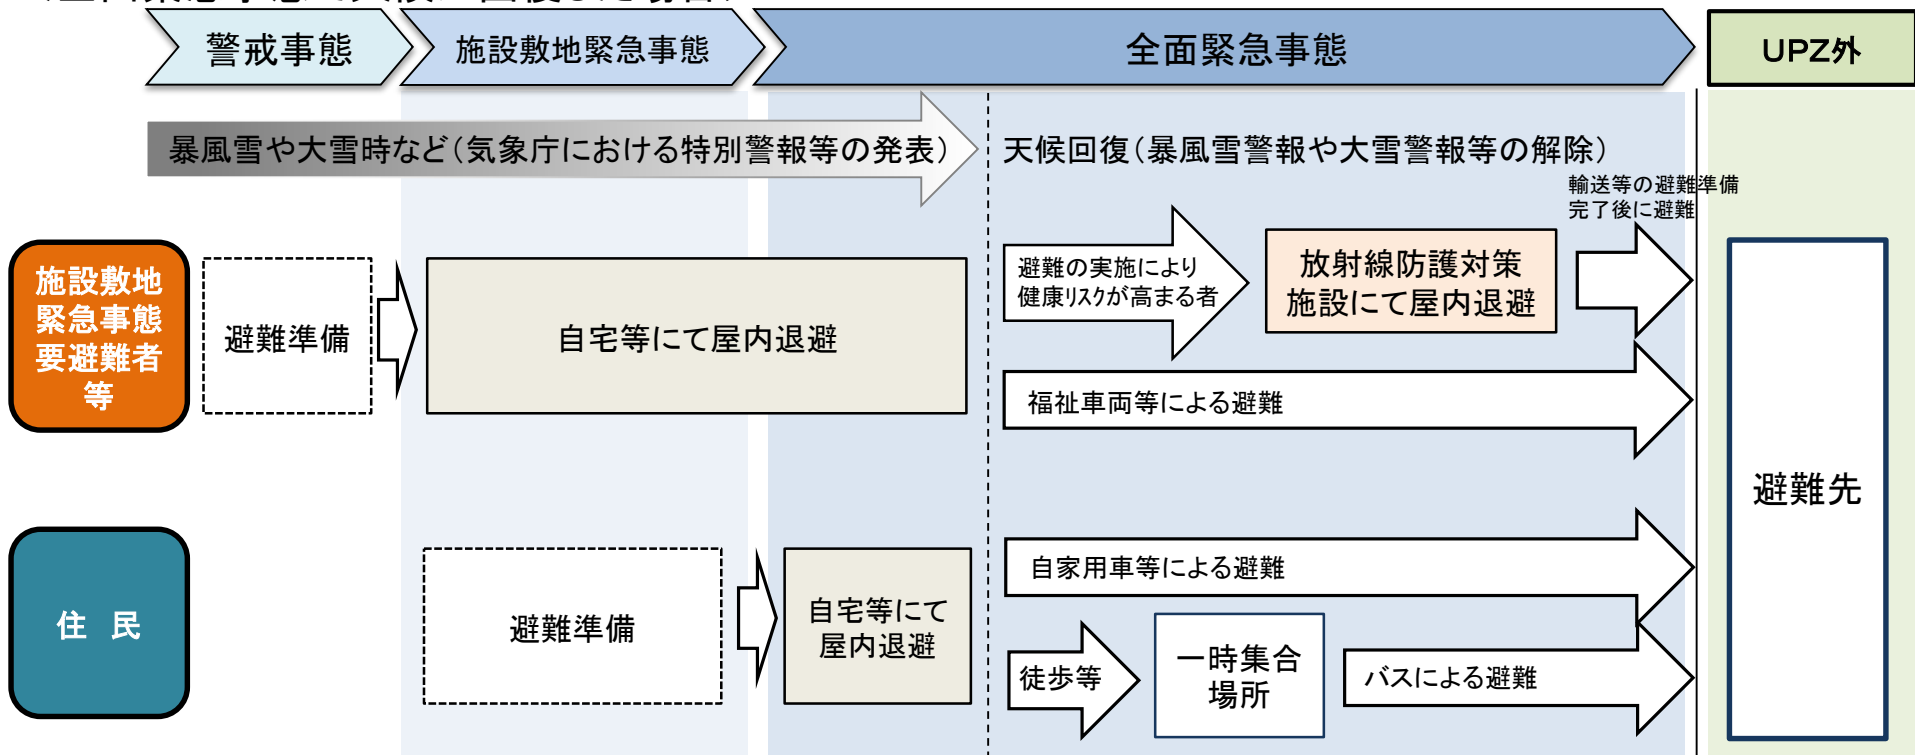 警戒事態
施設敷地緊急事態
全面緊急事態
UPZ外
暴風雪や大雪時など（気象庁における特別警報等の発表）
天候回復（暴風雪警報や大雪警報等の解除）
輸送等の避難準備
完了後に避難
施設敷地
緊急事態
要避難者
等
避難準備
自宅等にて屋内退避
避難の実施により
健康リスクが高まる者
放射線防護対策
施設にて屋内退避
福祉車両等による避難
避難先
住　民
避難準備
自宅等にて
屋内退避
自家用車等による避難
徒歩等
一時集合
場所
バスによる避難